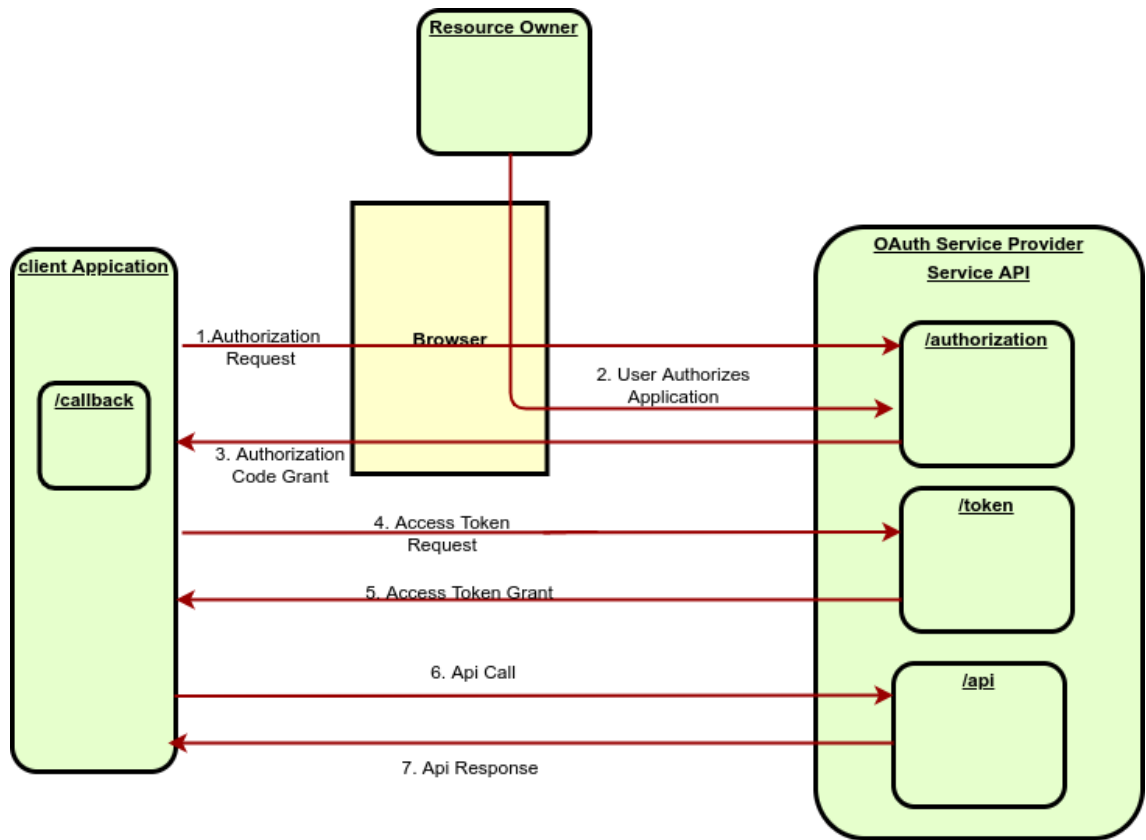 Resource Owner
client Appication
OAuth Service Provider
Service API
1.Authorization
Request
Browser
/authorization
2. User Authorizes
Application
/callback
3. Authorization
Code Grant
4. Access Token
Request
/token
5. Access Token Grant
6. Api Call
/api
7. Api Response